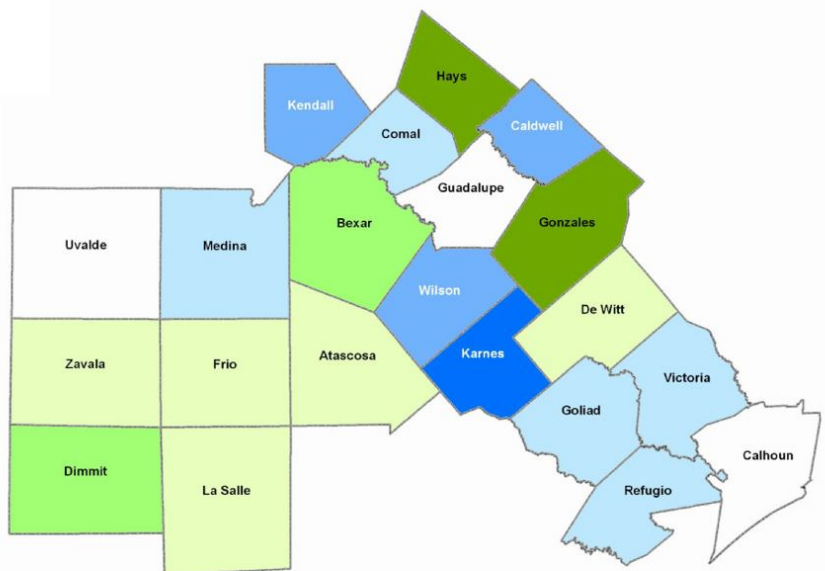 Hays
Kendall
Caldwell
Comal
Guadalupe
Bexar
Gonzales
Uvalde
Medina
Wilson
De Witt
Karnes
Atascosa
Zavala
Frio
Victoria
Goliad
Calhoun
Dimmit
La Salle
Refugio